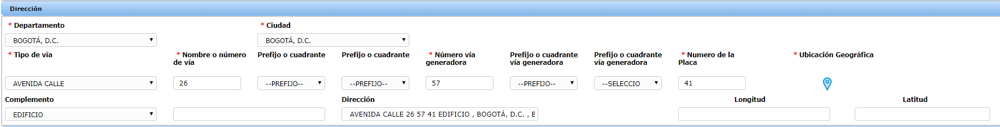 Dirección
* Departamento * Ciudad
BOGOTÁ, D.C. BOGOTÁ, D.C.
* Tipo de vía * Nombre o número de vía Prefijo o cuadrante Prefijo o cuadrante * Número vía generadora Prefijo o cuadrante vía generadora Prefijo o cuadrante vía generadora * Numero de la Placa * Ubicación Geográfica
AVENIDA CALLE 26 --PREFIJO-- --PREFIJO-- 57 --PREFIJO-- --SELECCIO 41
Complemento Dirección Longitud Latitud
EDIFICIO AVENIDA CALLE 26 57 41 EDIFICIO , BOGOTÁ, D.C. , B